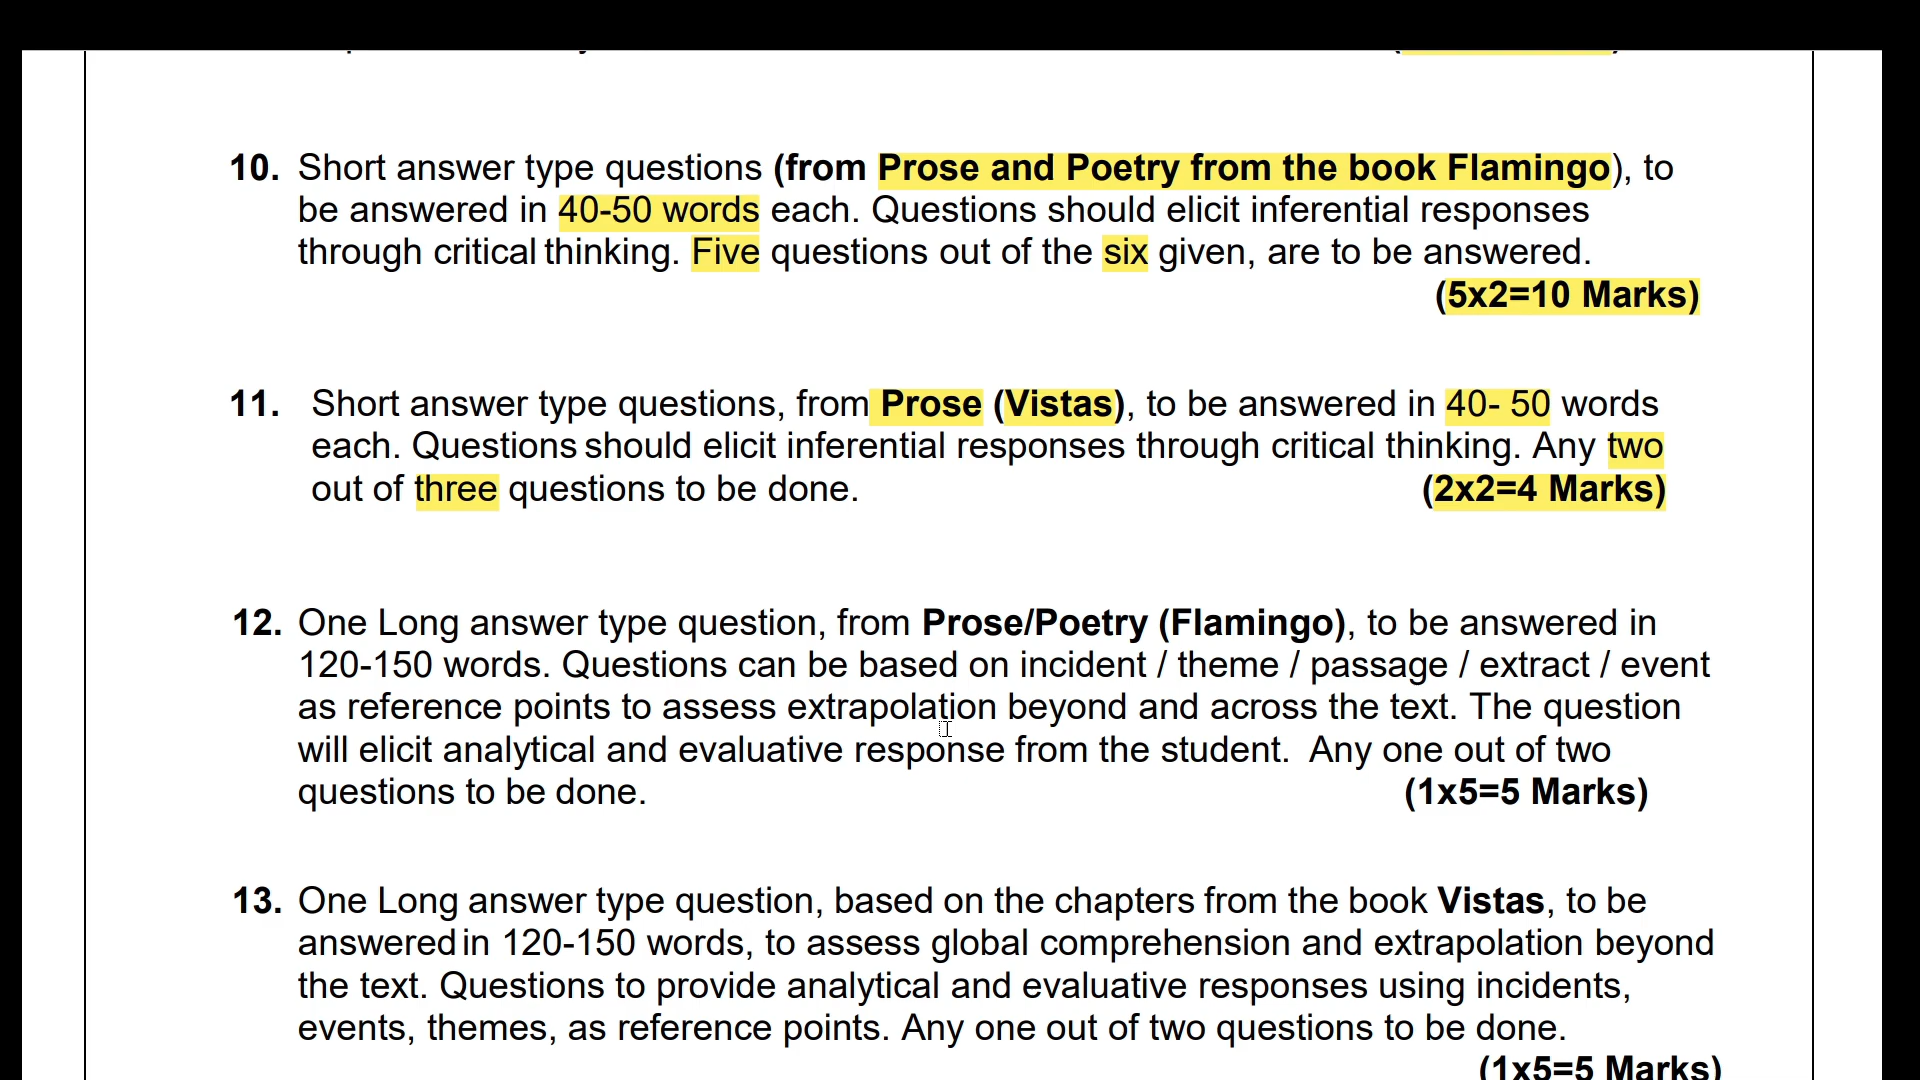 10. Short answer type questions (from Prose and Poetry from the book Flamingo), to
be answered in 40-50 words each. Questions should elicit inferential responses
through critical thinking. Five questions out of the six given, are to be answered.
(5x2=10 Marks)
11. Short answer type questions, from Prose (Vistas), to be answered in 40- 50 words
each. Questions should elicit inferential responses through critical thinking. Any two
out of three questions to be done. (2x2=4 Marks)
12. One Long answer type question, from Prose/Poetry (Flamingo), to be answered in
120-150 words. Questions can be based on incident / theme / passage / extract / event
as reference points to assess extrapolation beyond and across the text. The question
will elicit analytical and evaluative response from the student. Any one out of two
questions to be done. (1x5=5 Marks)
13. One Long answer type question, based on the chapters from the book Vistas, to be
answered in 120-150 words, to assess global comprehension and extrapolation beyond
the text. Questions to provide analytical and evaluative responses using incidents,
events, themes, as reference points. Any one out of two questions to be done.
(1x5=5 Marks)